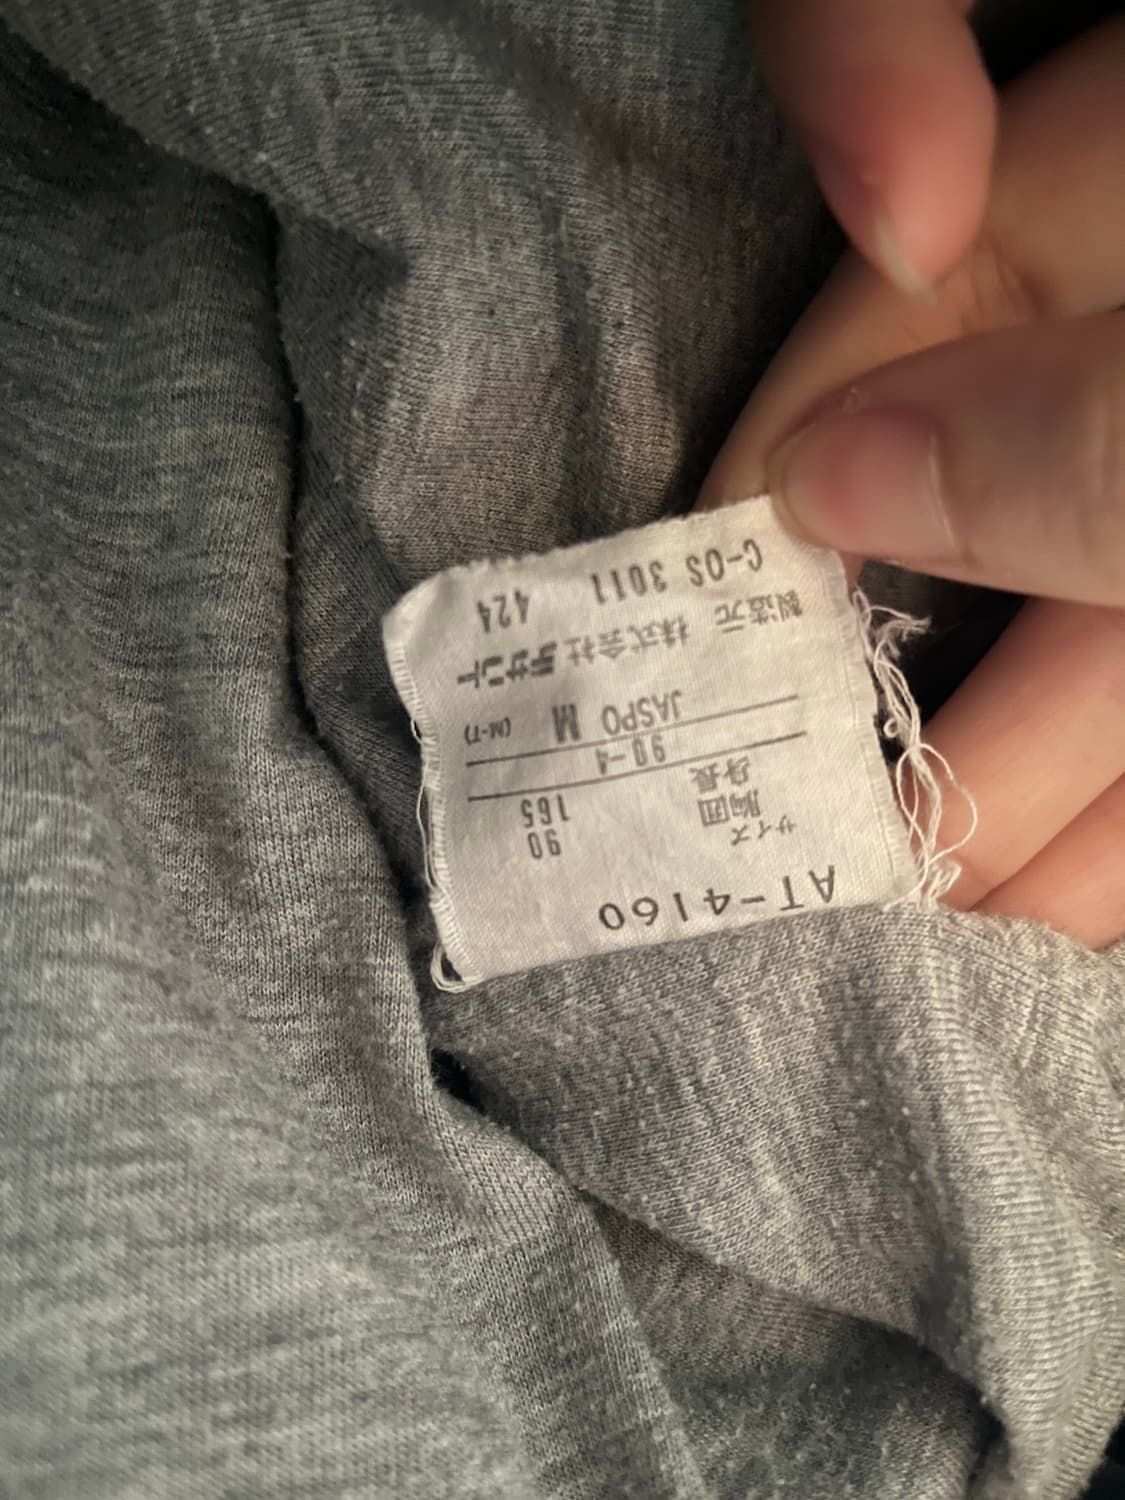 AT-4160
サイズ
胸囲 90
身長 165
90-4
JASPO M (M-T)
製造元 株式会社デサント
C-OS 3011 424